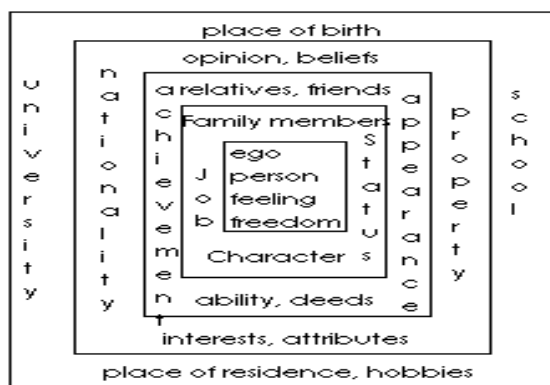 place of birth
opinion, beliefs
relatives, friends
Family members
ego
person
feeling
freedom
Character
ability, deeds
interests, attributes
place of residence, hobbies
university
nationality
achievement
Job
Status
appearance
property
school